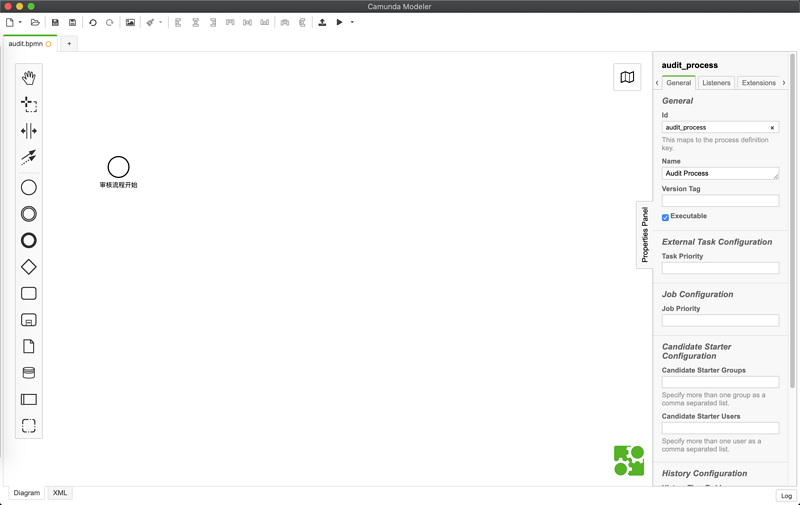 Camunda Modeler
audit.bpmn
+
审核流程开始
Properties Panel
audit_process
General
Listeners
Extensions
General
Id
audit_process
This maps to the process definition
key.
Name
Audit Process
Version Tag
Executable
External Task Configuration
Task Priority
Job Configuration
Job Priority
Candidate Starter
Configuration
Candidate Starter Groups
Specify more than one group as a
comma separated list.
Candidate Starter Users
Specify more than one user as a
comma separated list.
History Configuration
Diagram
XML
Log